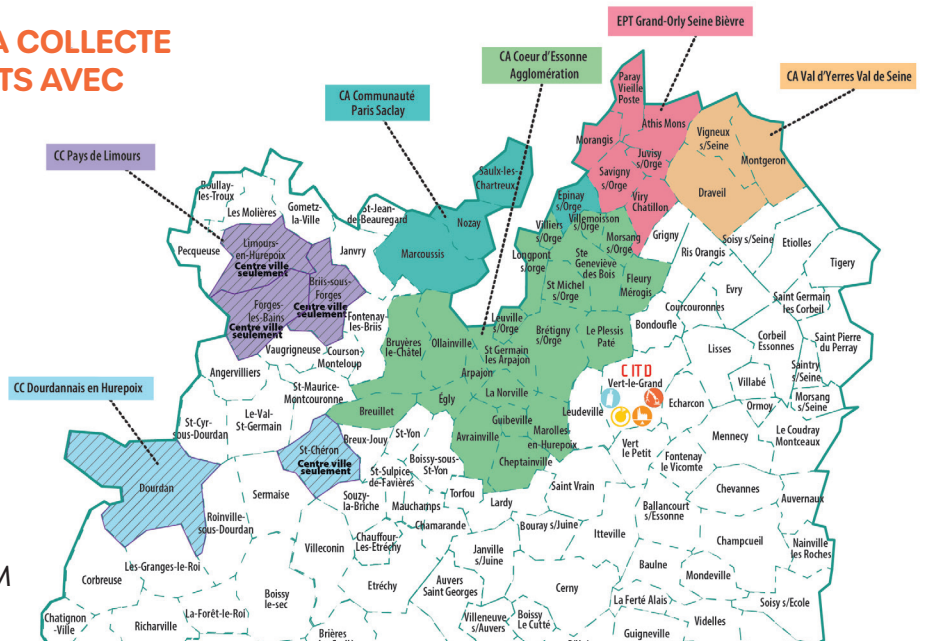 A COLLECTE
TS AVEC
EPT Grand-Orly Seine Bièvre
CA Coeur d'Essonne
Agglomération
CA Val d'Yerres Val de Seine
CA Communauté
Paris Saclay
CC Pays de Limours
CC Dourdannais en Hurepoix
Paray
Vieille
Poste
Athis Mons
Morangis
Juvisy
s/Orge
Savigny
s/Orge
Viry
Chatillon
Vigneux
s/Seine
Montgeron
Draveil
Saulx-les-
Chartreux
Epinay
s/Orge
Nozay
Marcoussis
Villiers
s/Orge
Villemoisson
s/Orge
Morsang
s/Orge
Longpont
s/orge
Ste
Geneviève
des Bois
St Michel
s/Orge
Fleury
Mérogis
Grigny
Ris Orangis
Soisy s/Seine
Etiolles
Tigery
Boullay-
les-Troux
Les Molières
Gometz-
la-Ville
St-Jean-
de-Beauregard
Pecqueuse
Limours-
en-Hurepoix
Centre ville
seulement
Janvry
Briis-sous-
Forges
Centre ville
seulement
Forges-
les-Bains
Centre ville
seulement
Fontenay
les-Briis
Vaugrigneuse
Courson-
Monteloup
Angervilliers
Bruyères
le-Châtel
Ollainville
Leuville
s/Orge
St Germain
les Arpajon
Arpajon
Brétigny
s/Orge
Le Plessis
Paté
Bondoufle
Courcouronnes
Evry
Saint Germain
les Corbeil
Lisses
Corbeil
Essonnes
Saint Pierre
du Perray
Saintry
s/Seine
Villabé
Morsang
s/Seine
Ormoy
Le Coudray
Montceaux
CITD
Vert-le-Grand
Echarcon
Leudeville
La Norville
Égly
Guibeville
Marolles
en-Hurepoix
Avrainville
Cheptainville
Breuillet
St-Maurice-
Montcouronne
St-Cyr-
sous-Dourdan
Le-Val-
St-Germain
St-Chéron
Centre ville
seulement
Breux-Jouy
St-Yon
Boissy-sous-
St-Yon
St-Sulpice-
de-Favières
Souzy-
la-Briche
Mauchamps
Torfou
Lardy
Chamarande
Saint Vrain
Vert
le Petit
Fontenay
le Vicomte
Mennecy
Chevannes
Auvernaux
Ballancourt
s/Essonne
Champcueil
Nainville
les Roches
Bouray s/Juine
Itteville
Dourdan
Sermaise
Roinville-
sous-Dourdan
Villeconin
Chauffour-
Les-Etréchy
Janville
s/Juine
Auvers
Saint Georges
Etréchy
Cerny
Baulne
Mondeville
La Ferté Alais
Soisy s/Ecole
Videlles
Guigneville
Les-Granges-le-Roi
Corbreuse
Boissy
le-sec
La-Forêt-le-Roi
Chatignon
-Ville
Richarville
Villeneuve
s/Auvers
Boissy
Le Cutté
Brières
M